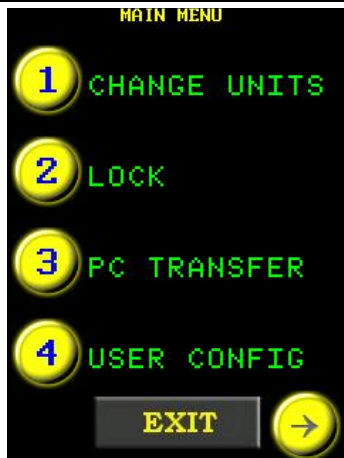 MAIN MENU
1 CHANGE UNITS
2 LOCK
3 PC TRANSFER
4 USER CONFIG
EXIT →